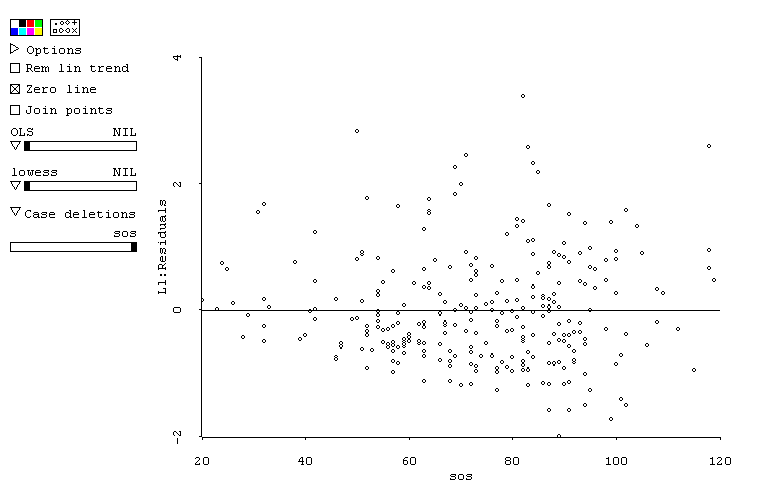 Options
Rem lin trend
Zero line
Join points
OLS NIL
lowess NIL
Case deletions
sos
L1:Residuals
4
2
0
-2
20 40 60 80 100 120
sos